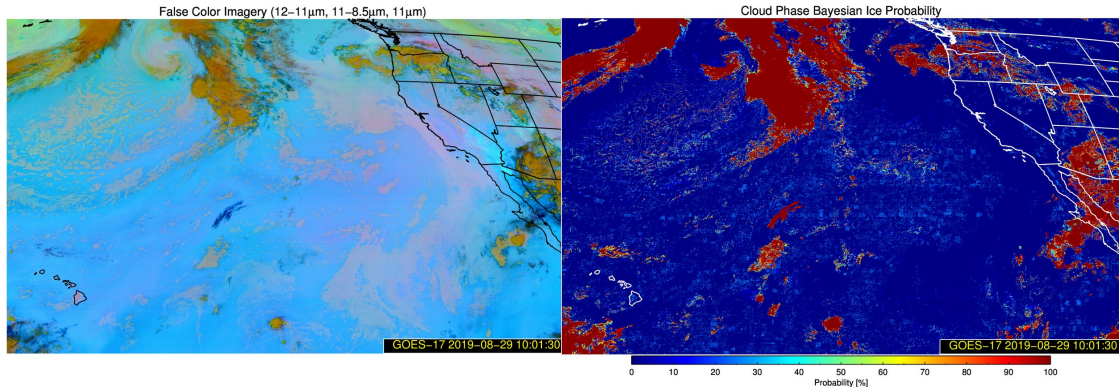 False Color Imagery (12−11μm, 11−8.5μm, 11μm)
Cloud Phase Bayesian Ice Probability
GOES−17 2019−08−29 10:01:30
GOES−17 2019−08−29 10:01:30
0 10 20 30 40 50 60 70 80 90 100
Probability [%]